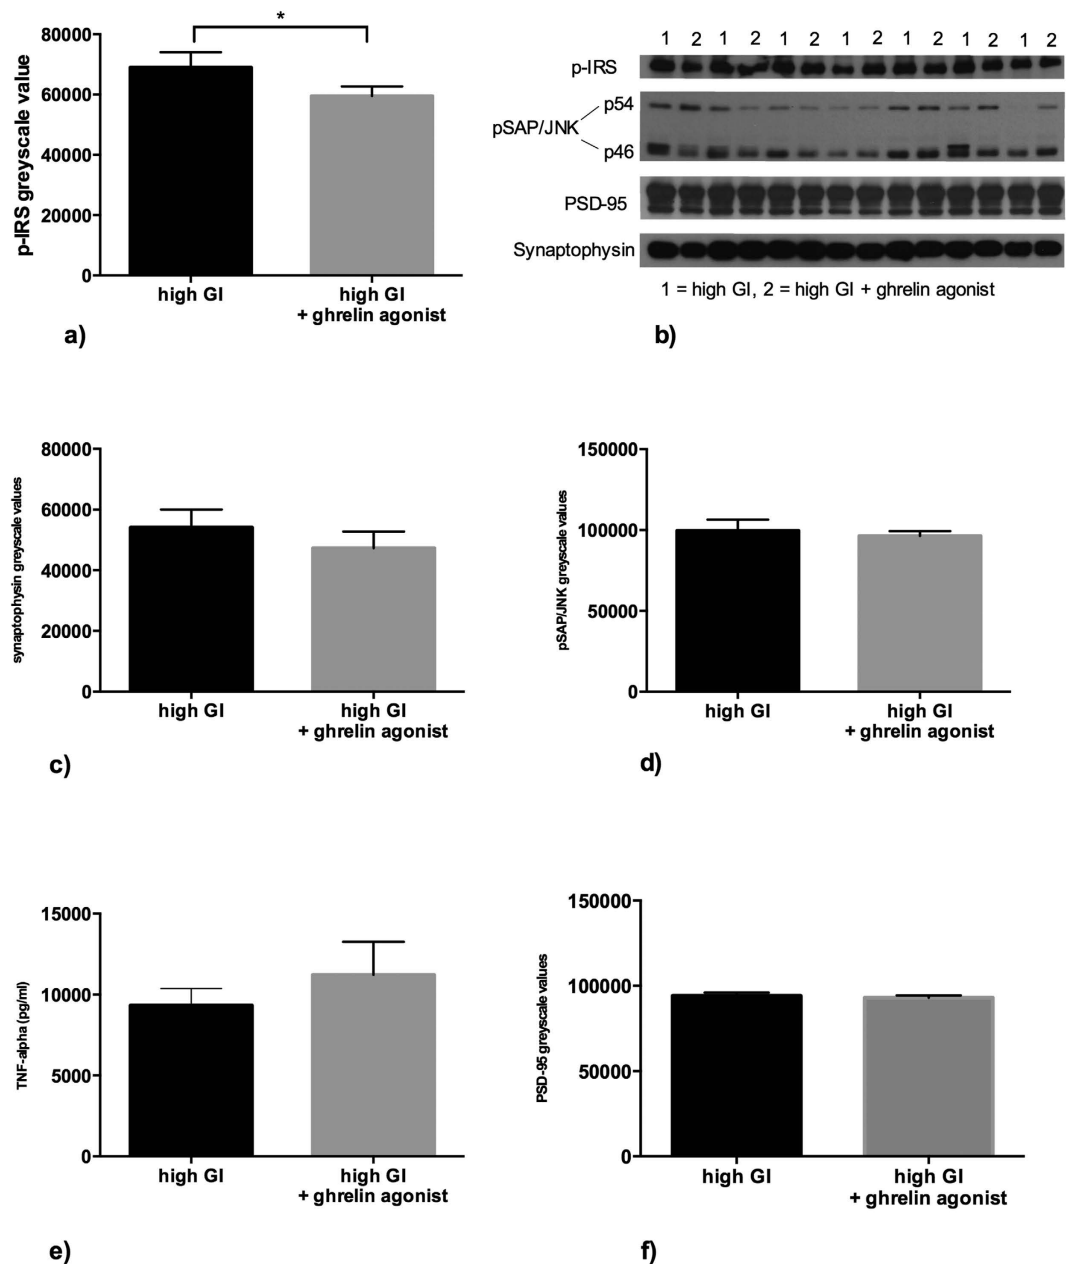 *
80000
60000
40000
20000
0
p-IRS greyscale value
high GI
high GI
+ ghrelin agonist
a)
1 2 1 2 1 2 1 2 1 2 1 2 1 2
p-IRS
p54
pSAP/JNK
p46
PSD-95
Synaptophysin
1 = high GI, 2 = high GI + ghrelin agonist
b)
80000
60000
40000
20000
0
synaptophysin greyscale values
high GI
high GI
+ ghrelin agonist
c)
150000
100000
50000
0
pSAP/JNK greyscale values
high GI
high GI
+ ghrelin agonist
d)
15000
10000
5000
0
TNF-alpha (pg/ml)
high GI
high GI
+ ghrelin agonist
e)
150000
100000
50000
0
PSD-95 greyscale values
high GI
high GI
+ ghrelin agonist
f)